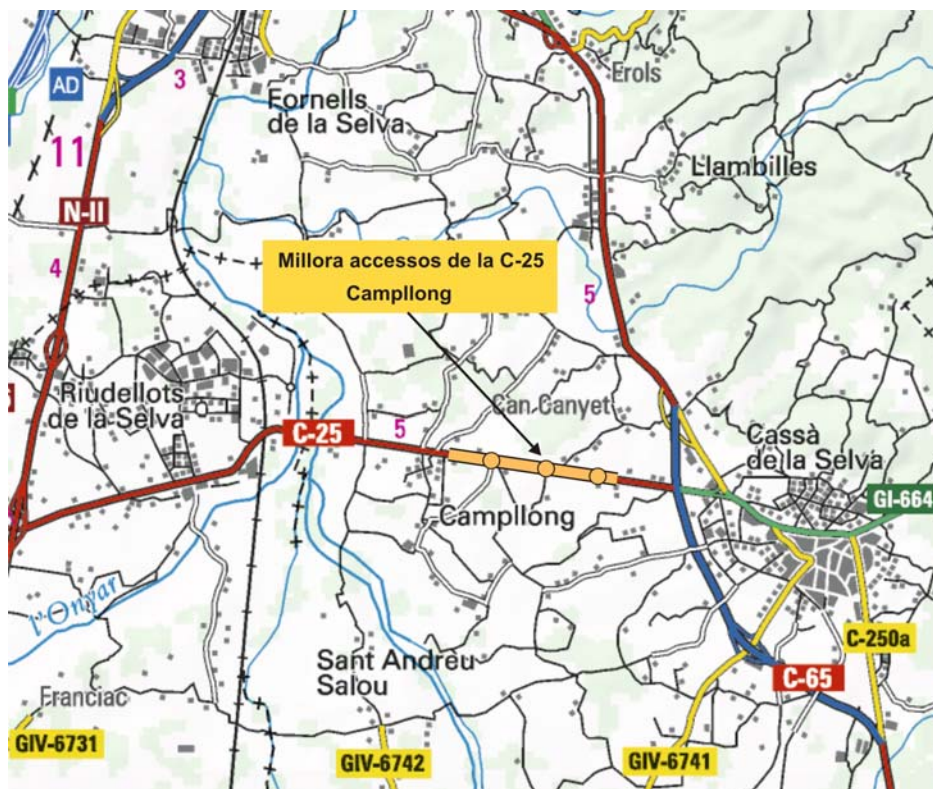 3
AD
Erols
Fornells
de la Selva
11
Llambilles
N-II
Millora accessos de la C-25
Campllong
4
5
Riudellots
de la Selva
Can Canyet
C-25
5
Cassà
de la Selva
GI-664
Campllong
l'Onyar
C-250a
Sant Andreu
Salou
C-65
Franciac
GIV-6731
GIV-6742
GIV-6741